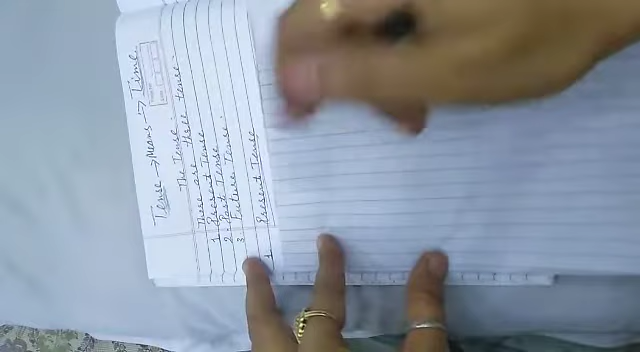 Tense → Means → Time.
The Tense.
There are three tense.
1. Present Tense
2. Past Tense.
3. Future Tense.
1 Present Tense